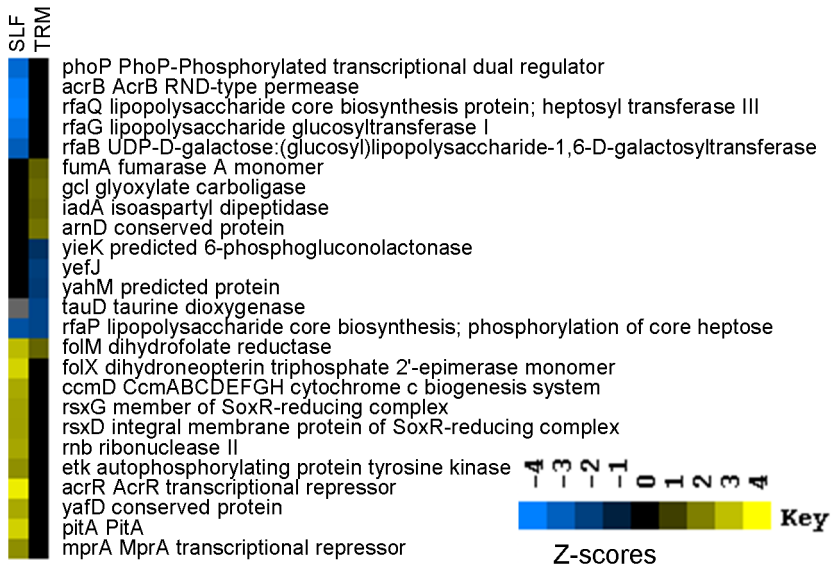 SLF
TRM
phoP PhoP-Phosphorylated transcriptional dual regulator
acrB AcrB RND-type permease
rfaQ lipopolysaccharide core biosynthesis protein; heptosyl transferase III
rfaG lipopolysaccharide glucosyltransferase I
rfaB UDP-D-galactose:(glucosyl)lipopolysaccharide-1,6-D-galactosyltransferase
fumA fumarase A monomer
gcl glyoxylate carboligase
iadA isoaspartyl dipeptidase
arnD conserved protein
yieK predicted 6-phosphogluconolactonase
yefJ
yahM predicted protein
tauD taurine dioxygenase
rfaP lipopolysaccharide core biosynthesis; phosphorylation of core heptose
folM dihydrofolate reductase
folX dihydroneopterin triphosphate 2'-epimerase monomer
ccmD CcmABCDEFGH cytochrome c biogenesis system
rsxG member of SoxR-reducing complex
rsxD integral membrane protein of SoxR-reducing complex
rnb ribonuclease II
etk autophosphorylating protein tyrosine kinase
acrR AcrR transcriptional repressor
yafD conserved protein
pitA PitA
mprA MprA transcriptional repressor
-4 -3 -2 -1 0 1 2 3 4
Key
Z-scores